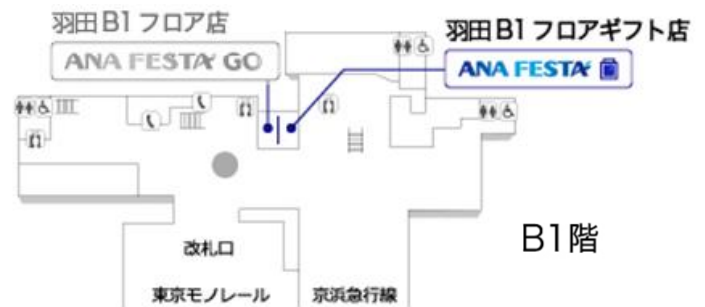 羽田B1フロア店
ANA FESTA GO
羽田B1フロアギフト店
ANA FESTA
B1階
改札口
東京モノレール
京浜急行線